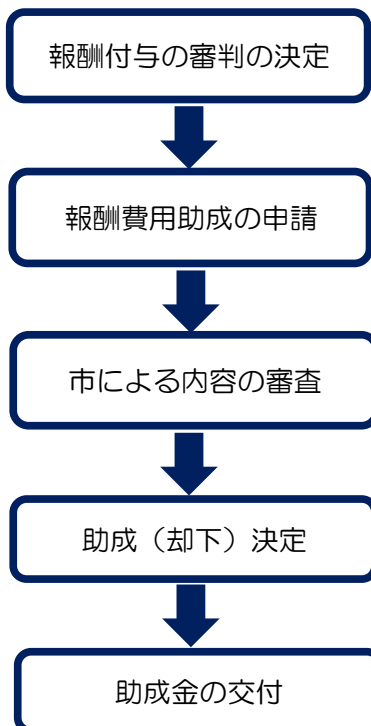 報酬付与の審判の決定
報酬費用助成の申請
市による内容の審査
助成（却下）決定
助成金の交付